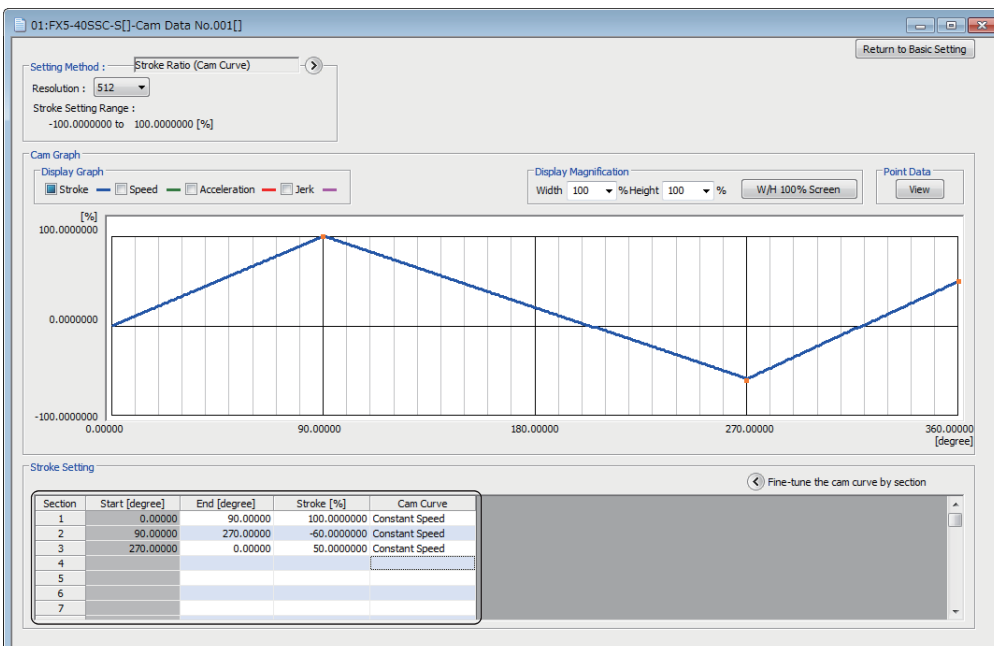 01:FX5-40SSC-S[]-Cam Data No.001[]
Return to Basic Setting
Setting Method : Stroke Ratio (Cam Curve)
Resolution : 512
Stroke Setting Range :
-100.0000000 to 100.0000000 [%]
Cam Graph
Display Graph
Stroke Speed Acceleration Jerk
Display Magnification
Width 100 % Height 100 %
W/H 100% Screen
Point Data
View
[%]
100.0000000
0.0000000
-100.0000000
0.00000 90.00000 180.00000 270.00000 360.00000
[degree]
Stroke Setting
Fine-tune the cam curve by section
Section Start [degree] End [degree] Stroke [%] Cam Curve
1 0.00000 90.00000 100.0000000 Constant Speed
2 90.00000 270.00000 -60.0000000 Constant Speed
3 270.00000 0.00000 50.0000000 Constant Speed
4
5
6
7